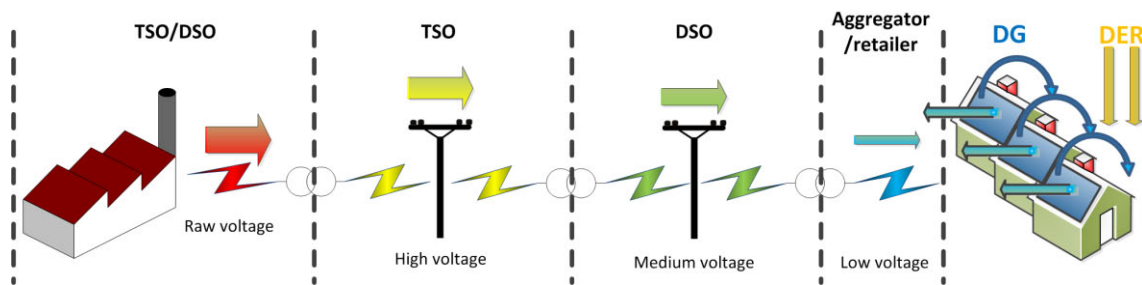 TSO/DSO
TSO
DSO
Aggregator
/retailer
DG
DER
Raw voltage
High voltage
Medium voltage
Low voltage